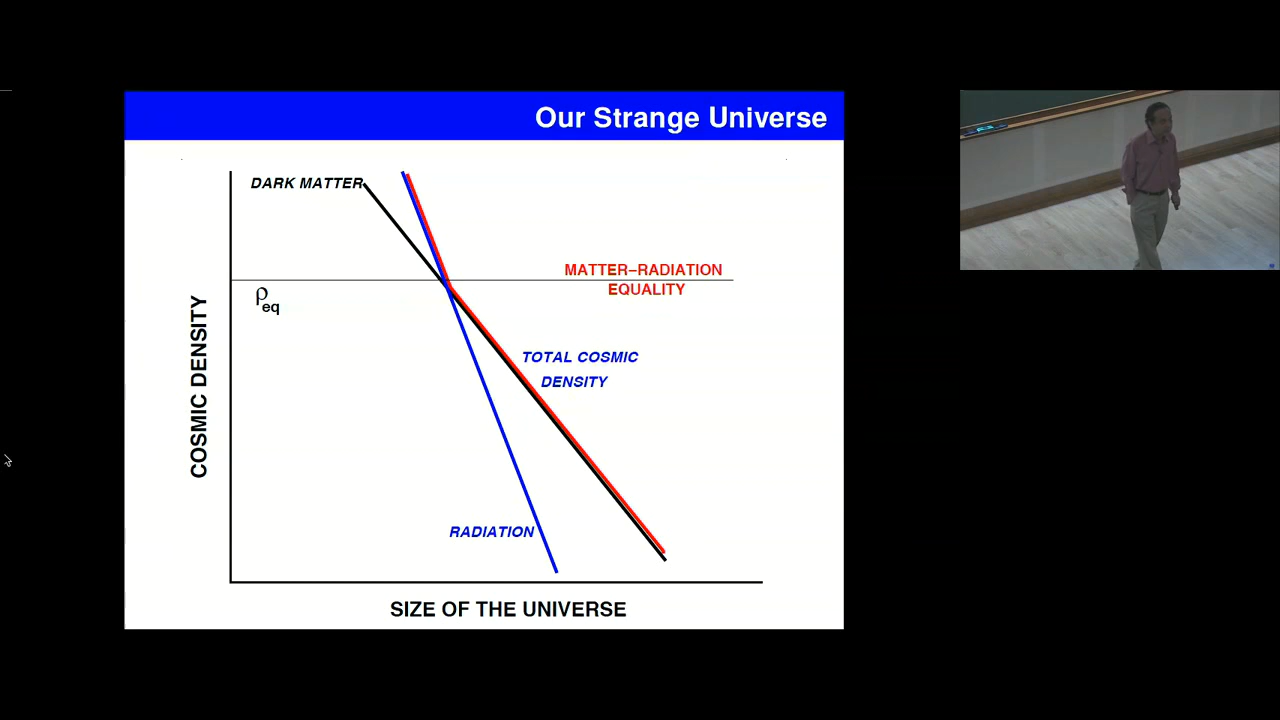 Our Strange Universe
DARK MATTER
MATTER–RADIATION
EQUALITY
ρeq
TOTAL COSMIC
DENSITY
COSMIC DENSITY
RADIATION
SIZE OF THE UNIVERSE